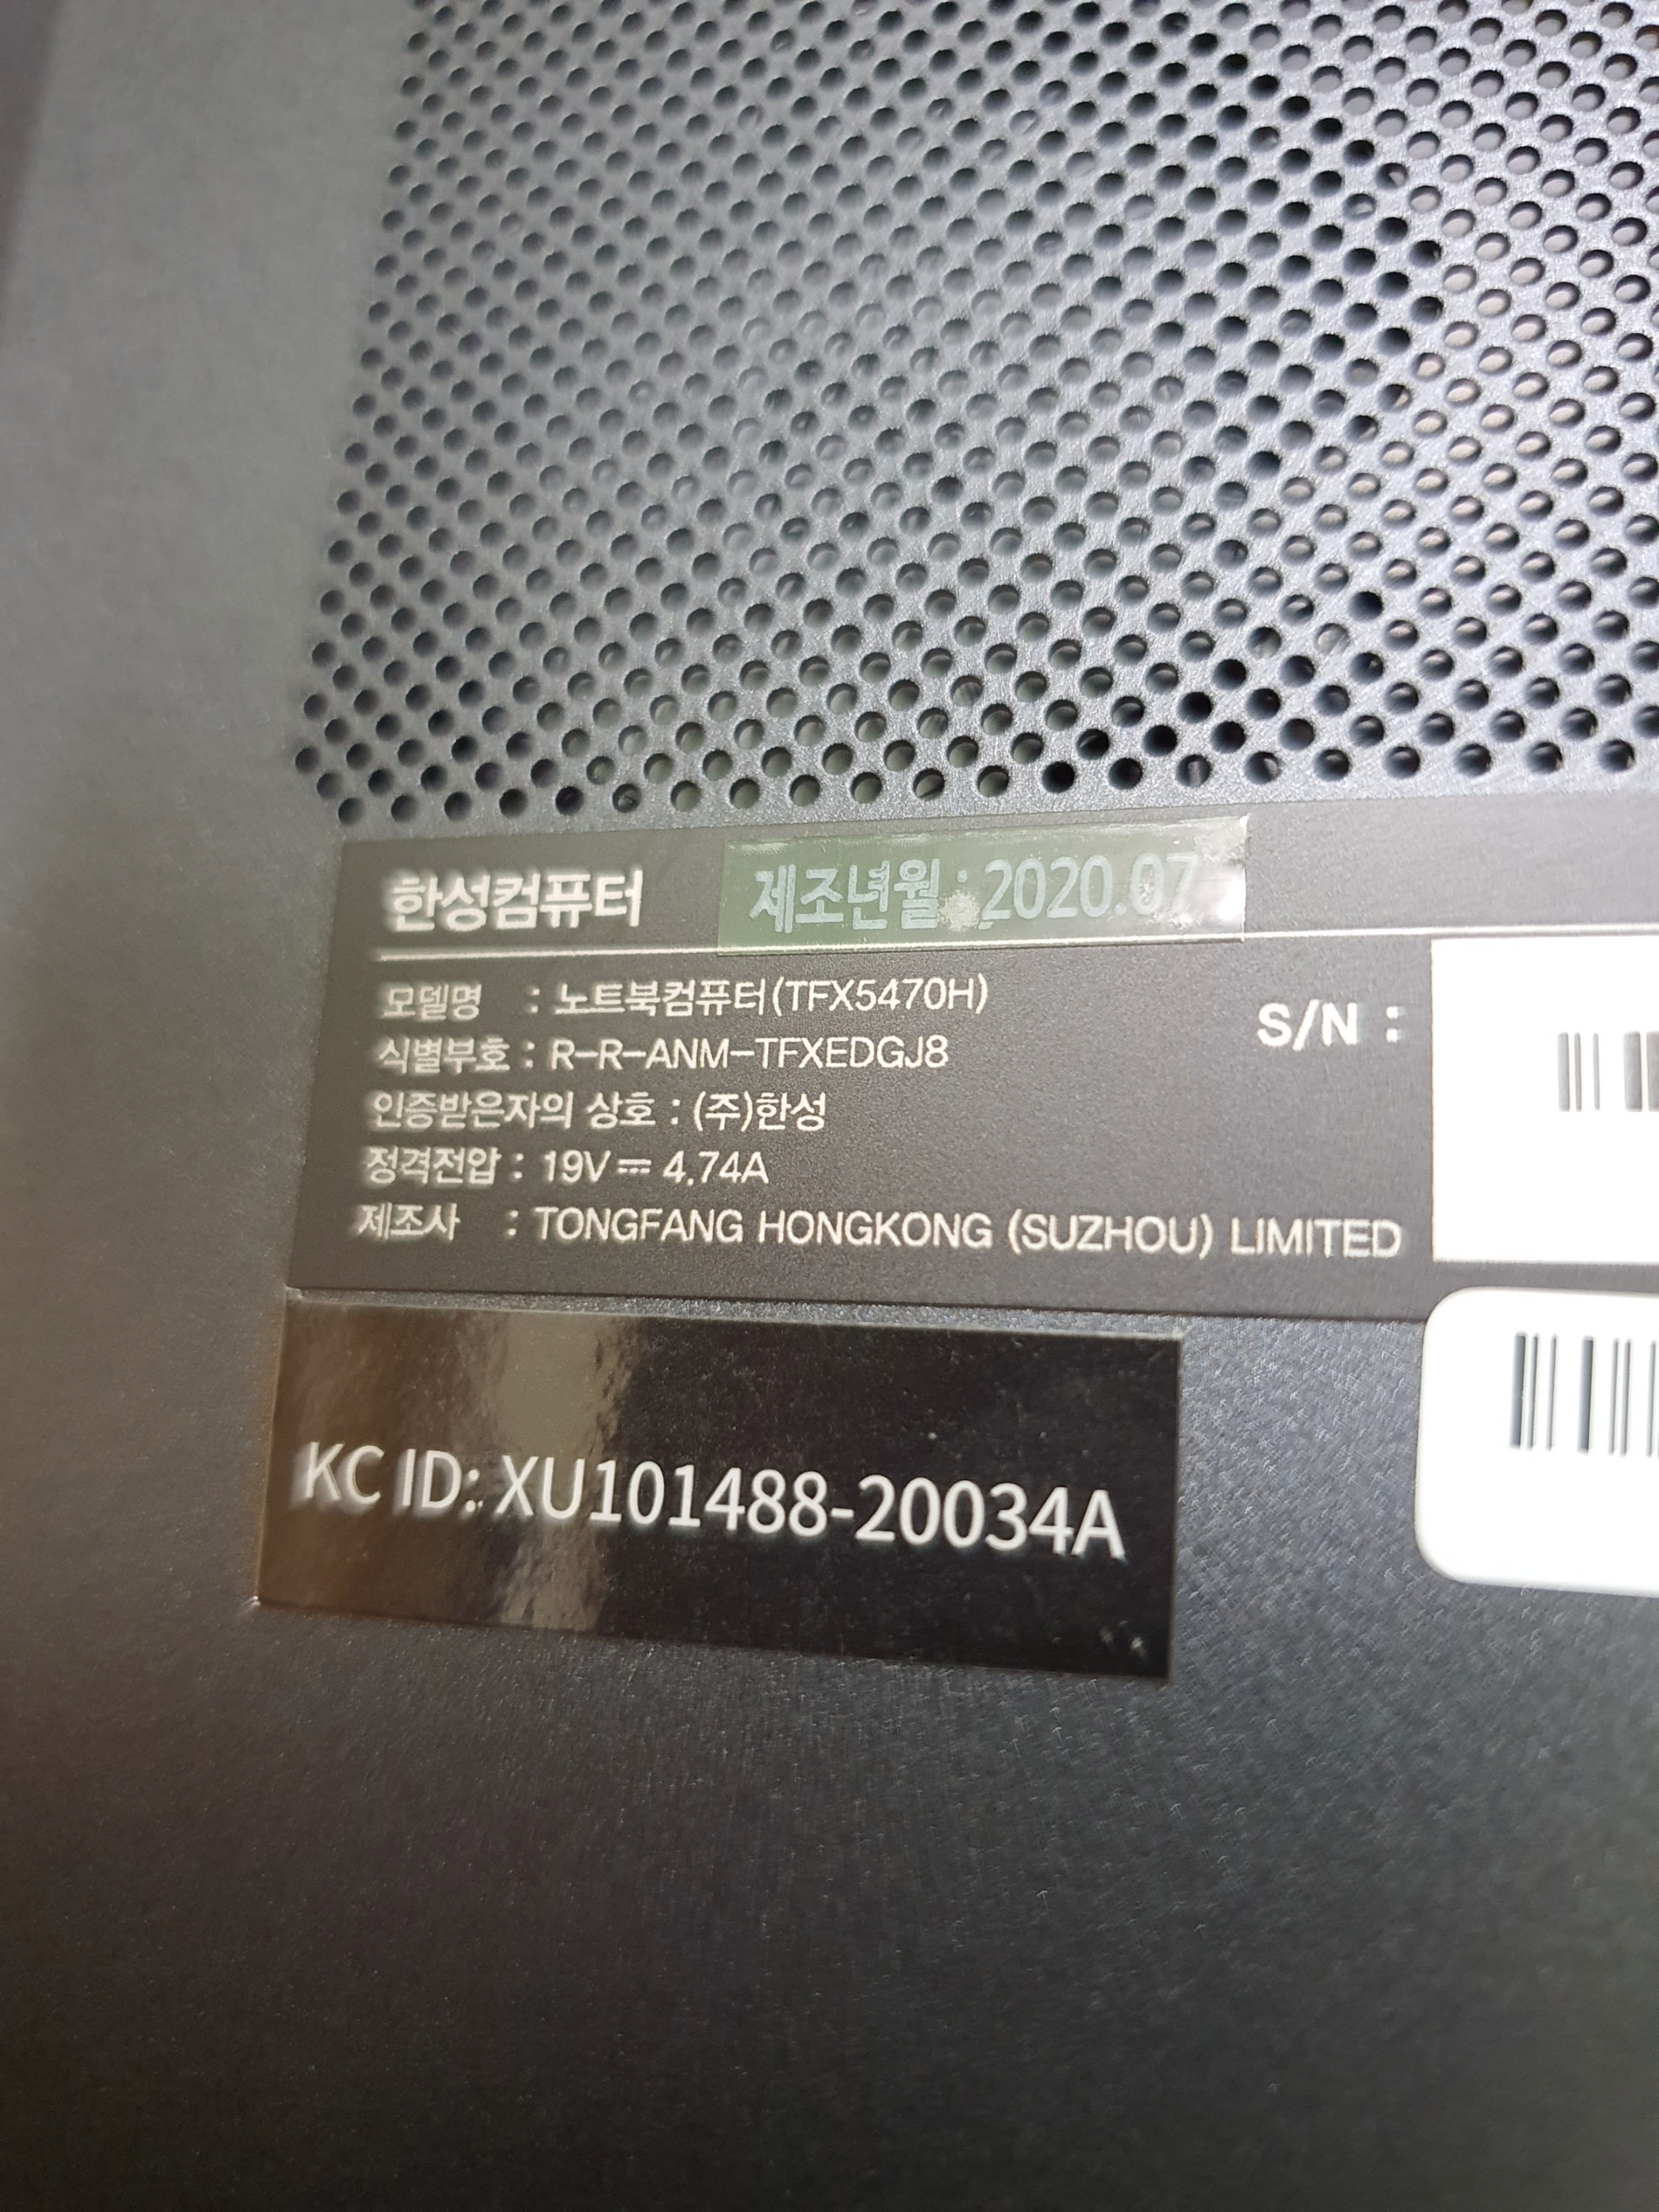 한성컴퓨터 제조년월 : 2020.07
모델명 : 노트북컴퓨터(TFX5470H)
S/N :
식별부호 : R-R-ANM-TFXEDGJ8
인증받은자의 상호 : (주)한성
정격전압 : 19V⎓ 4.74A
제조사 : TONGFANG HONGKONG (SUZHOU) LIMITED
KC ID: XU101488-20034A